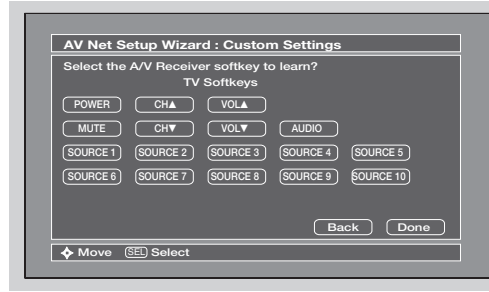 AV Net Setup Wizard : Custom Settings
Select the A/V Receiver softkey to learn?
TV Softkeys
POWER CH▲ VOL▲
MUTE CH▼ VOL▼ AUDIO
SOURCE 1 SOURCE 2 SOURCE 3 SOURCE 4 SOURCE 5
SOURCE 6 SOURCE 7 SOURCE 8 SOURCE 9 SOURCE 10
Back Done
Move SEL Select